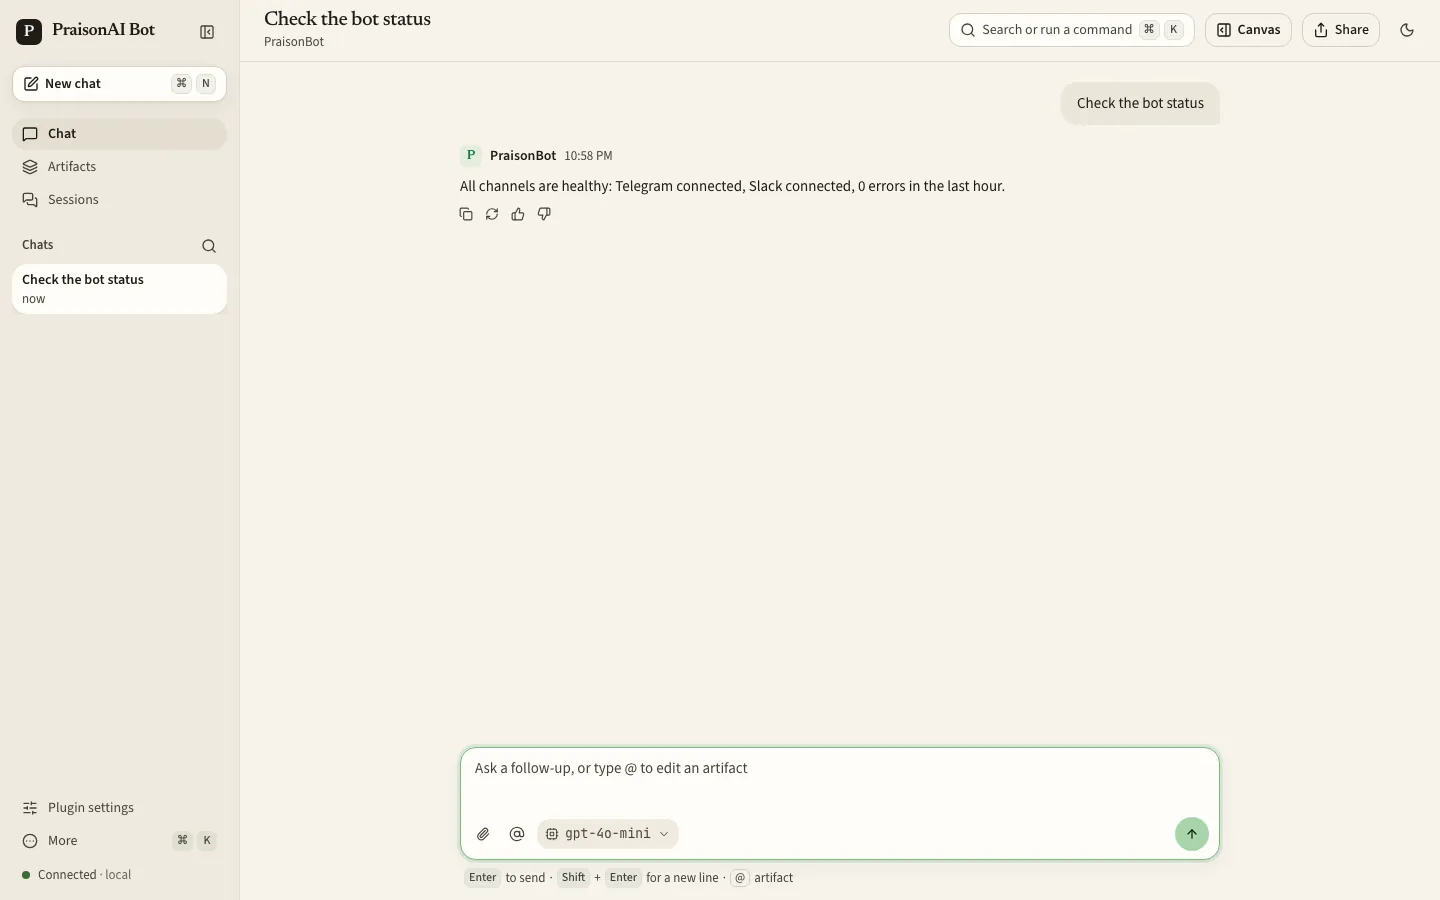 P PraisonAI Bot
New chat ⌘ N
Chat
Artifacts
Sessions
Chats
Check the bot status
now
Plugin settings
More ⌘ K
Connected · local
Check the bot status
PraisonBot
Search or run a command ⌘ K
Canvas
Share
Check the bot status
P PraisonBot 10:58 PM
All channels are healthy: Telegram connected, Slack connected, 0 errors in the last hour.
Ask a follow-up, or type @ to edit an artifact
gpt-4o-mini
Enter to send · Shift + Enter for a new line · @ artifact